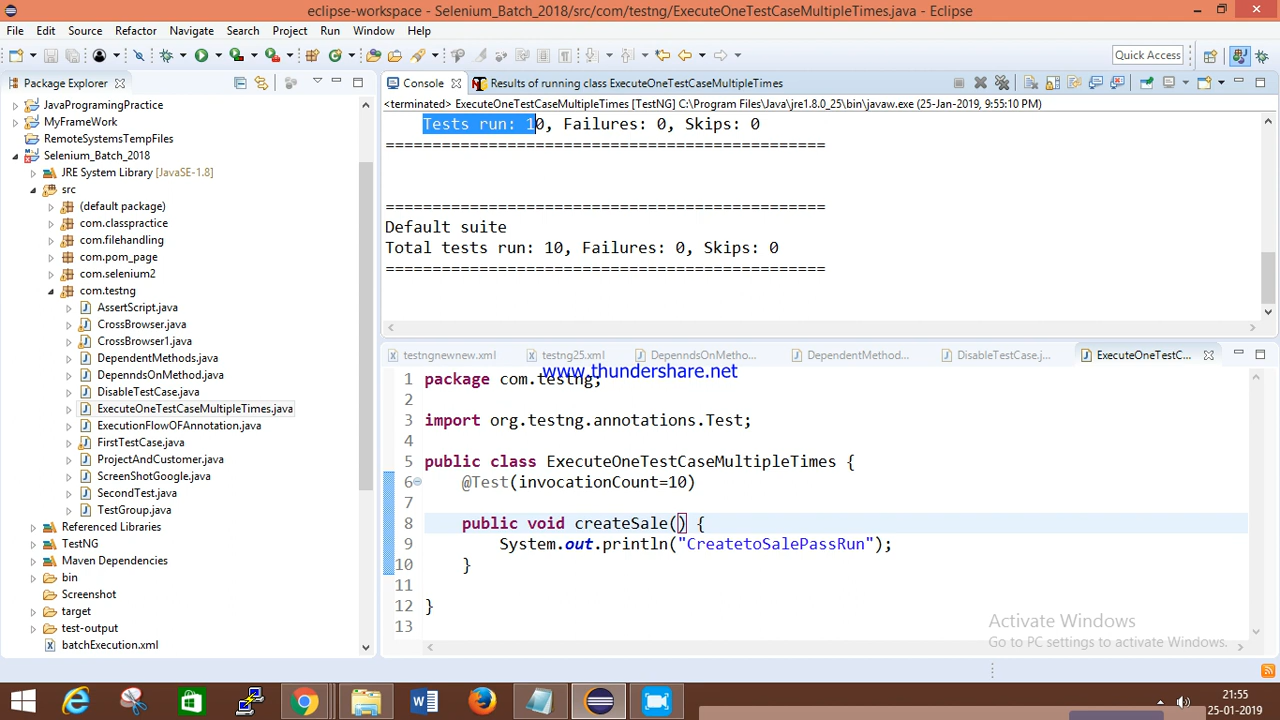 eclipse-workspace - Selenium_Batch_2018/src/com/testng/ExecuteOneTestCaseMultipleTimes.java - Eclipse
File Edit Source Refactor Navigate Search Project Run Window Help
Quick Access
Package Explorer
Console
Results of running class ExecuteOneTestCaseMultipleTimes
<terminated> ExecuteOneTestCaseMultipleTimes [TestNG] C:\Program Files\Java\jre1.8.0_25\bin\javaw.exe (25-Jan-2019, 9:55:10 PM)
JavaProgramingPractice
MyFrameWork
RemoteSystemsTempFiles
Selenium_Batch_2018
JRE System Library [JavaSE-1.8]
src
(default package)
com.classpractice
com.filehandling
com.pom_page
com.selenium2
com.testng
AssertScript.java
CrossBrowser.java
CrossBrowser1.java
DependentMethods.java
DepenndsOnMethod.java
DisableTestCase.java
ExecuteOneTestCaseMultipleTimes.java
ExecutionFlowOFAnnotation.java
FirstTestCase.java
ProjectAndCustomer.java
ScreenShotGoogle.java
SecondTest.java
TestGroup.java
Referenced Libraries
TestNG
Maven Dependencies
bin
Screenshot
target
test-output
batchExecution.xml
Tests run: 10, Failures: 0, Skips: 0
===============================================
===============================================
Default suite
Total tests run: 10, Failures: 0, Skips: 0
===============================================
testngnewnew.xml
testng25.xml
DepenndsOnMetho...
DependentMethod...
DisableTestCase.j...
ExecuteOneTestC...
www.thundershare.net
1 package com.testng;
2
3 import org.testng.annotations.Test;
4
5 public class ExecuteOneTestCaseMultipleTimes {
6 @Test(invocationCount=10)
7
8 public void createSale() {
9 System.out.println("CreatetoSalePassRun");
10 }
11
12 }
13
Activate Windows
Go to PC settings to activate Windows.
21:55
25-01-2019